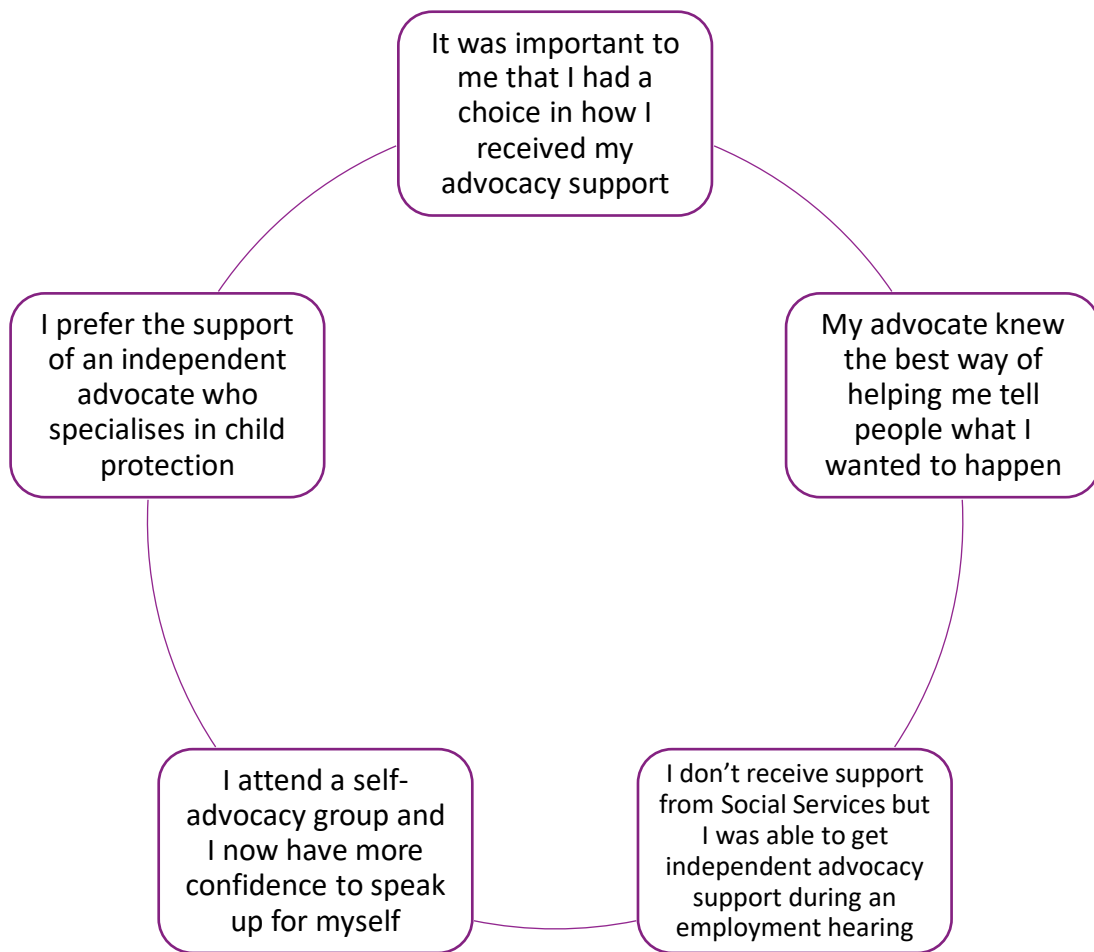 It was important to
me that I had a
choice in how I
received my
advocacy support
My advocate knew
the best way of
helping me tell
people what I
wanted to happen
I don’t receive support
from Social Services but
I was able to get
independent advocacy
support during an
employment hearing
I attend a self-
advocacy group and
I now have more
confidence to speak
up for myself
I prefer the support
of an independent
advocate who
specialises in child
protection